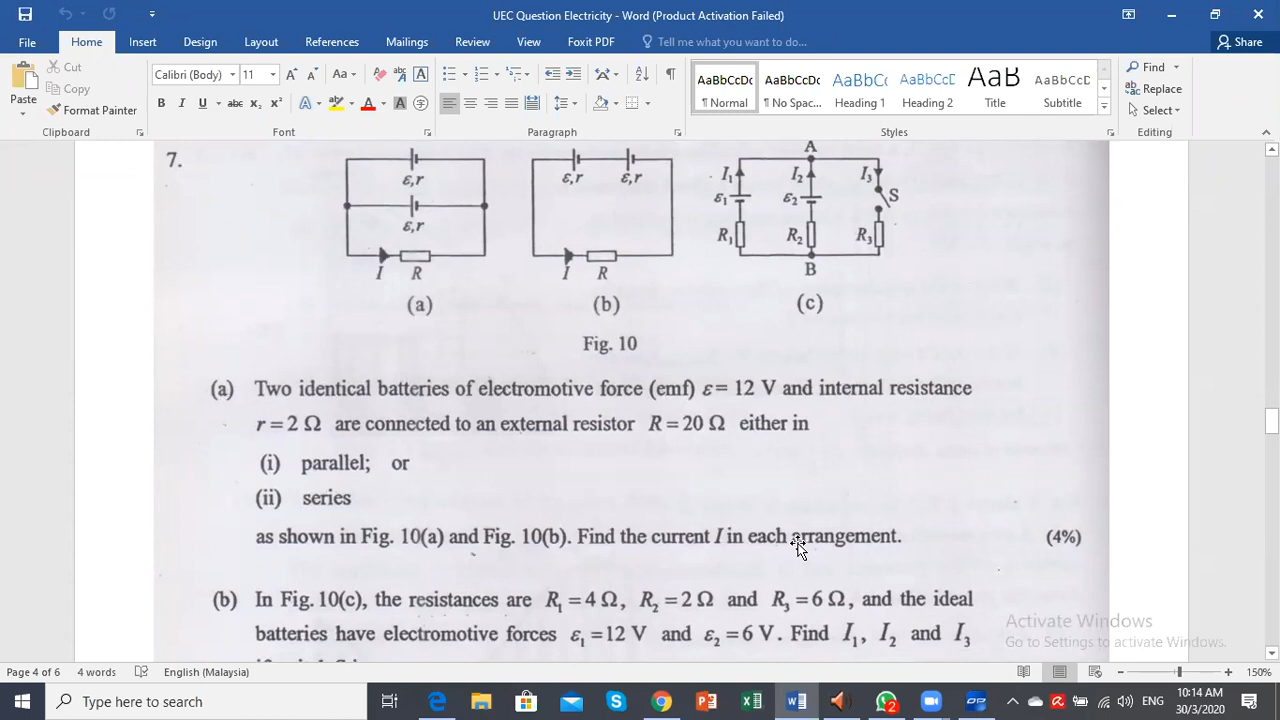 UEC Question Electricity - Word (Product Activation Failed)
File Home Insert Design Layout References Mailings Review View Foxit PDF Tell me what you want to do... Share
Cut
Copy
Format Painter
Paste
Calibri (Body) 11
AaBbCcDc AaBbCcDc AaBbCc AaBbCcC AaB AaBbCcD
¶ Normal ¶ No Spac... Heading 1 Heading 2 Title Subtitle
Find
Replace
Select
Clipboard Font Paragraph Styles Editing
7.
ε,r
ε,r
I R
(a)
ε,r ε,r
I R
(b)
A
I₁ I₂ I₃
ε₁ ε₂ S
R₁ R₂ R₃
B
(c)
Fig. 10
(a) Two identical batteries of electromotive force (emf) ε = 12 V and internal resistance
r = 2 Ω are connected to an external resistor R = 20 Ω either in
(i) parallel; or
(ii) series
as shown in Fig. 10(a) and Fig. 10(b). Find the current I in each arrangement. (4%)
(b) In Fig. 10(c), the resistances are R₁ = 4 Ω, R₂ = 2 Ω and R₃ = 6 Ω, and the ideal
batteries have electromotive forces ε₁ = 12 V and ε₂ = 6 V. Find I₁, I₂ and I₃
Activate Windows
Go to Settings to activate Windows.
Page 4 of 6 4 words English (Malaysia) 150%
Type here to search
2
ENG
10:14 AM
30/3/2020